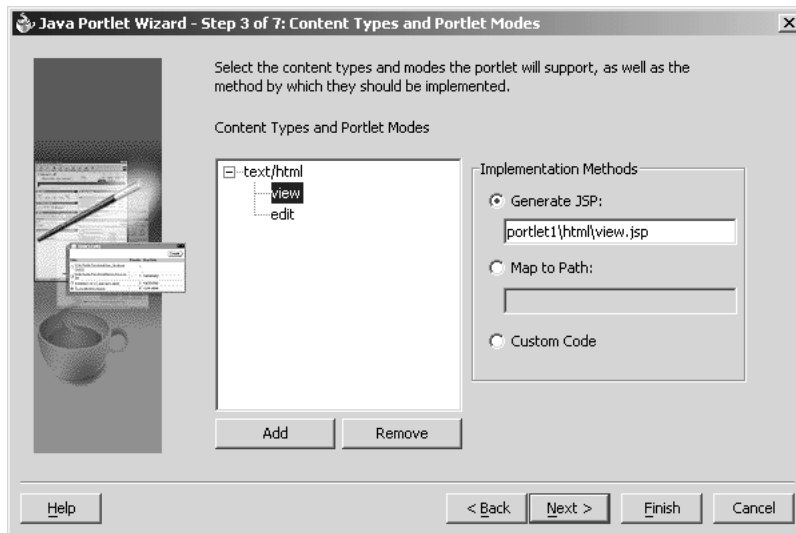 Java Portlet Wizard - Step 3 of 7: Content Types and Portlet Modes
Select the content types and modes the portlet will support, as well as the
method by which they should be implemented.
Content Types and Portlet Modes
text/html
view
edit
Implementation Methods
Generate JSP:
portlet1\html\view.jsp
Map to Path:
Custom Code
Add
Remove
Help
< Back
Next >
Finish
Cancel